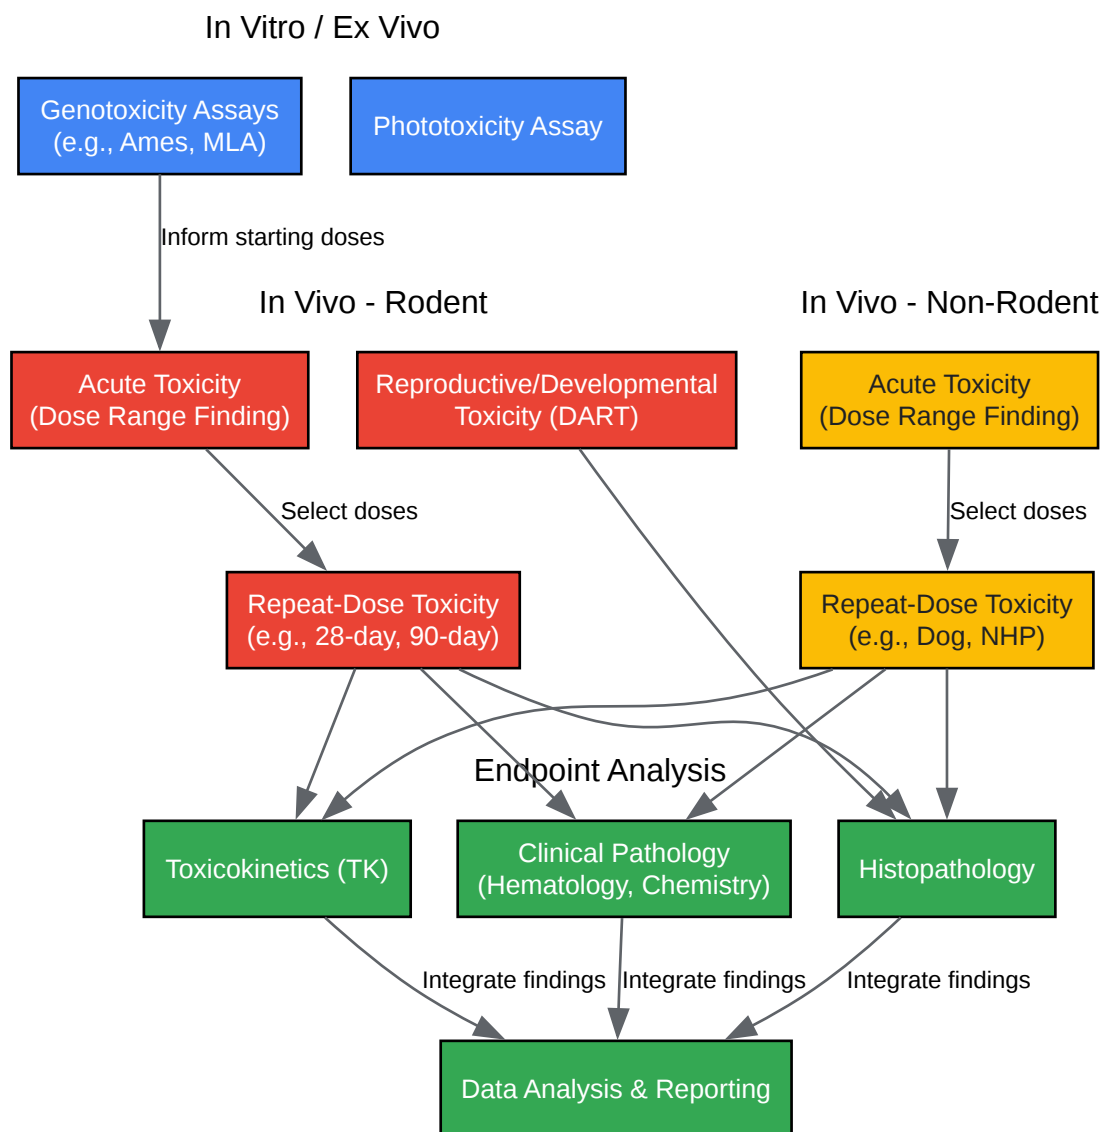 In Vitro / Ex Vivo
Genotoxicity Assays
(e.g., Ames, MLA)
Phototoxicity Assay
Inform starting doses
In Vivo - Rodent
In Vivo - Non-Rodent
Acute Toxicity
(Dose Range Finding)
Reproductive/Developmental
Toxicity (DART)
Acute Toxicity
(Dose Range Finding)
Select doses
Select doses
Repeat-Dose Toxicity
(e.g., 28-day, 90-day)
Repeat-Dose Toxicity
(e.g., Dog, NHP)
Endpoint Analysis
Toxicokinetics (TK)
Clinical Pathology
(Hematology, Chemistry)
Histopathology
Integrate findings
Integrate findings
Integrate findings
Data Analysis & Reporting